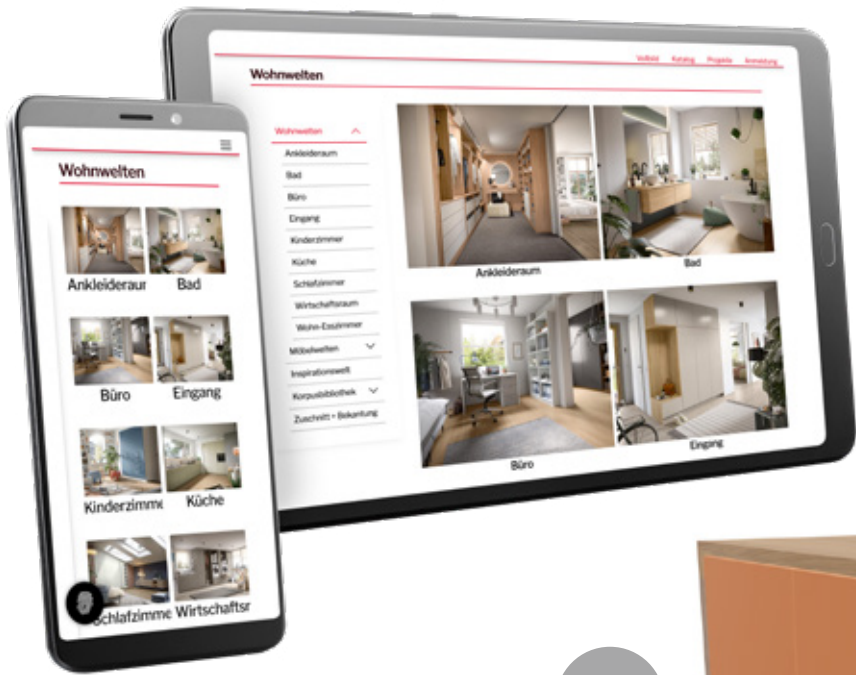 Wohnwelten
Ankleideraur
Bad
Büro
Eingang
Kinderzimme
Küche
Schlafzimme
Wirtschaftsr
Vollbild
Katalog
Projekte
Anmeldung
Wohnwelten
Wohnwelten
Ankleideraum
Bad
Büro
Eingang
Kinderzimmer
Küche
Schlafzimmer
Wirtschaftsraum
Wohn-Esszimmer
Möbelwelten
Inspirationswelt
Korpusbibliothek
Zuschnitt + Bekantung
Ankleideraum
Bad
Büro
Eingang